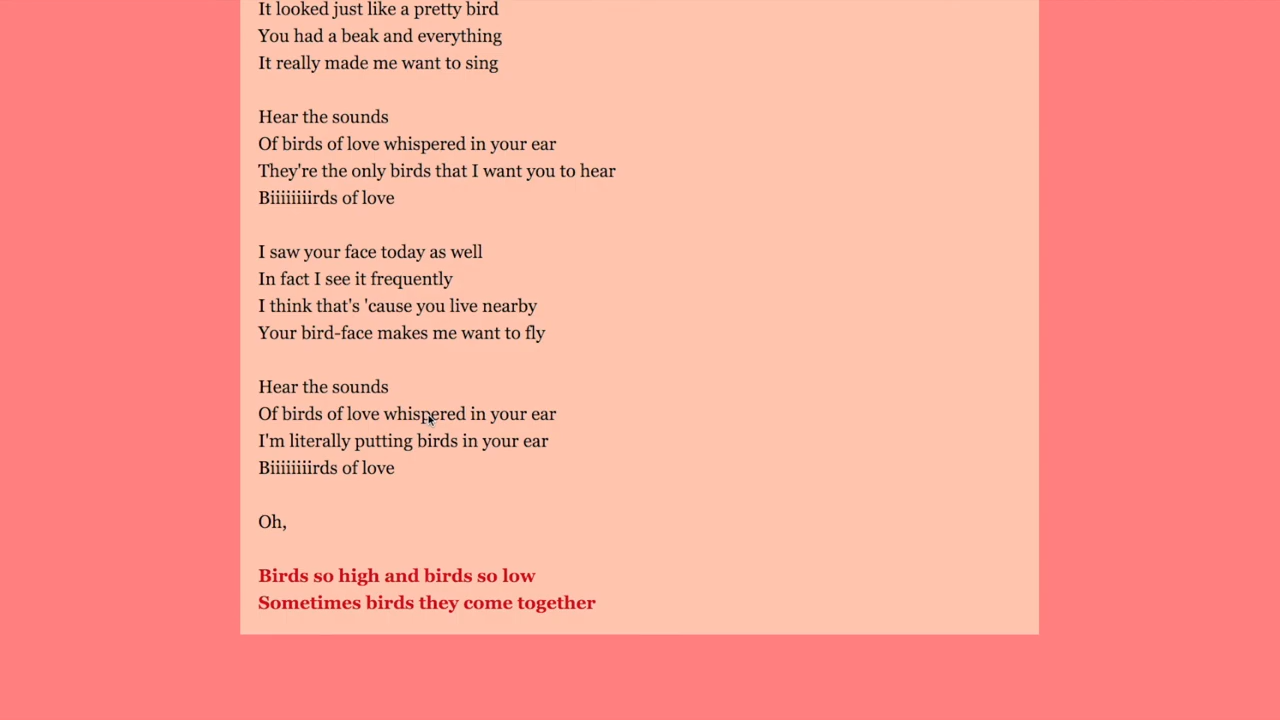 It looked just like a pretty bird
You had a beak and everything
It really made me want to sing
Hear the sounds
Of birds of love whispered in your ear
They're the only birds that I want you to hear
Biiiiiiirds of love
I saw your face today as well
In fact I see it frequently
I think that's 'cause you live nearby
Your bird-face makes me want to fly
Hear the sounds
Of birds of love whispered in your ear
I'm literally putting birds in your ear
Biiiiiiirds of love
Oh,
Birds so high and birds so low
Sometimes birds they come together